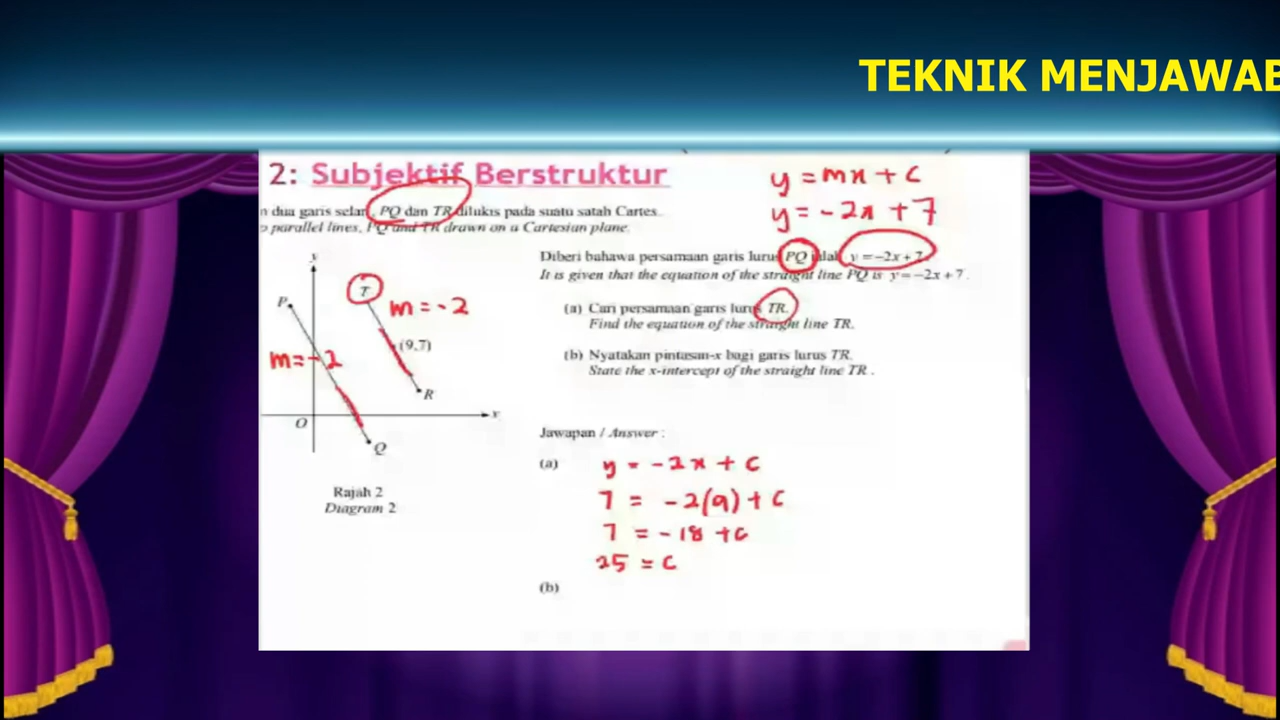 TEKNIK MENJAWAB
2: Subjektif Berstruktur
y = mx + c
y = -2x + 7
n dua garis selari, PQ dan TR dilukis pada suatu satah Cartes.
parallel lines, PQ and TR drawn on a Cartesian plane.
Diberi bahawa persamaan garis lurus PQ ialah y = -2x + 7.
It is given that the equation of the straight line PQ is y = -2x + 7.
(a) Cari persamaan garis lurus TR.
Find the equation of the straight line TR.
(b) Nyatakan pintasan-x bagi garis lurus TR.
State the x-intercept of the straight line TR.
y
P
T
m = -2
(9,7)
m = -2
R
x
O
Q
Rajah 2
Diagram 2
Jawapan / Answer :
(a)
y = -2x + c
7 = -2(9) + c
7 = -18 + c
25 = c
(b)